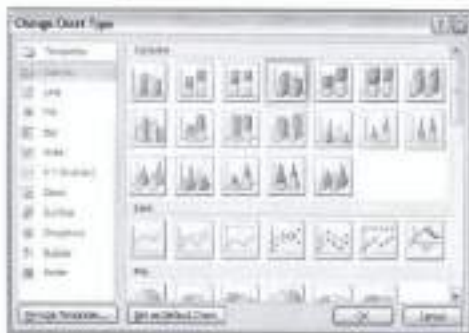 Change Chart Type
Templates
Column
Line
Pie
Bar
Area
X Y (Scatter)
Stock
Surface
Doughnut
Bubble
Radar
Column
Line
Pie
Manage Templates...
Set as Default Chart
OK
Cancel